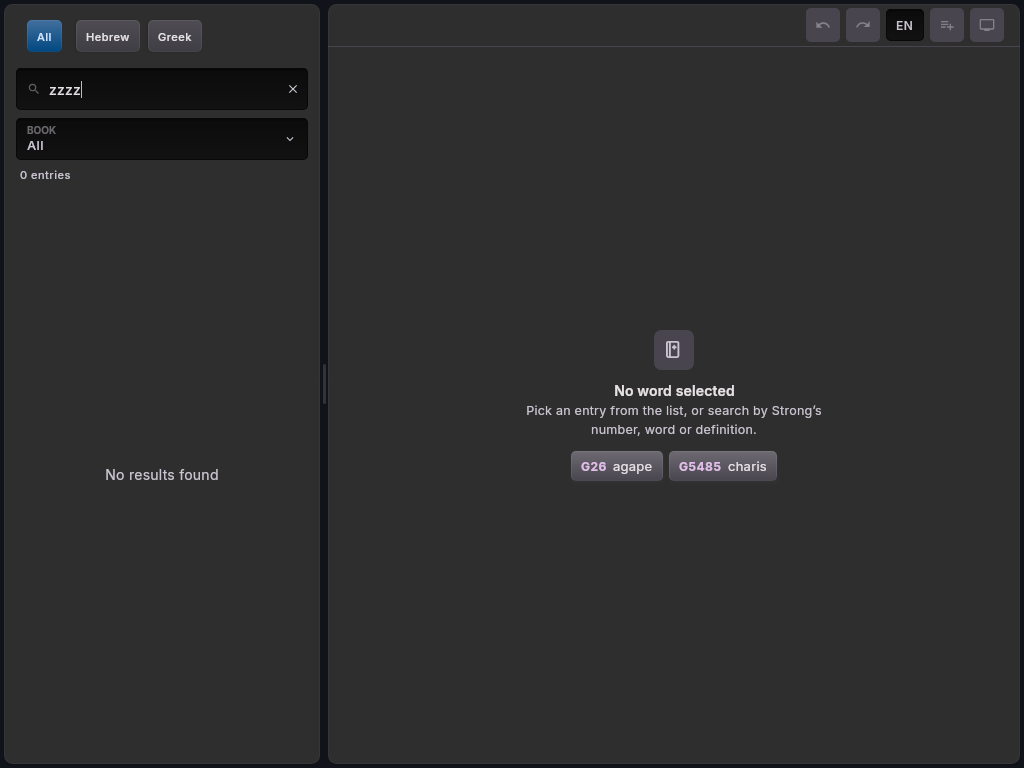 All
Hebrew
Greek
EN
zzzz
BOOK
All
0 entries
No results found
No word selected
Pick an entry from the list, or search by Strong’s
number, word or definition.
G26 agape
G5485 charis